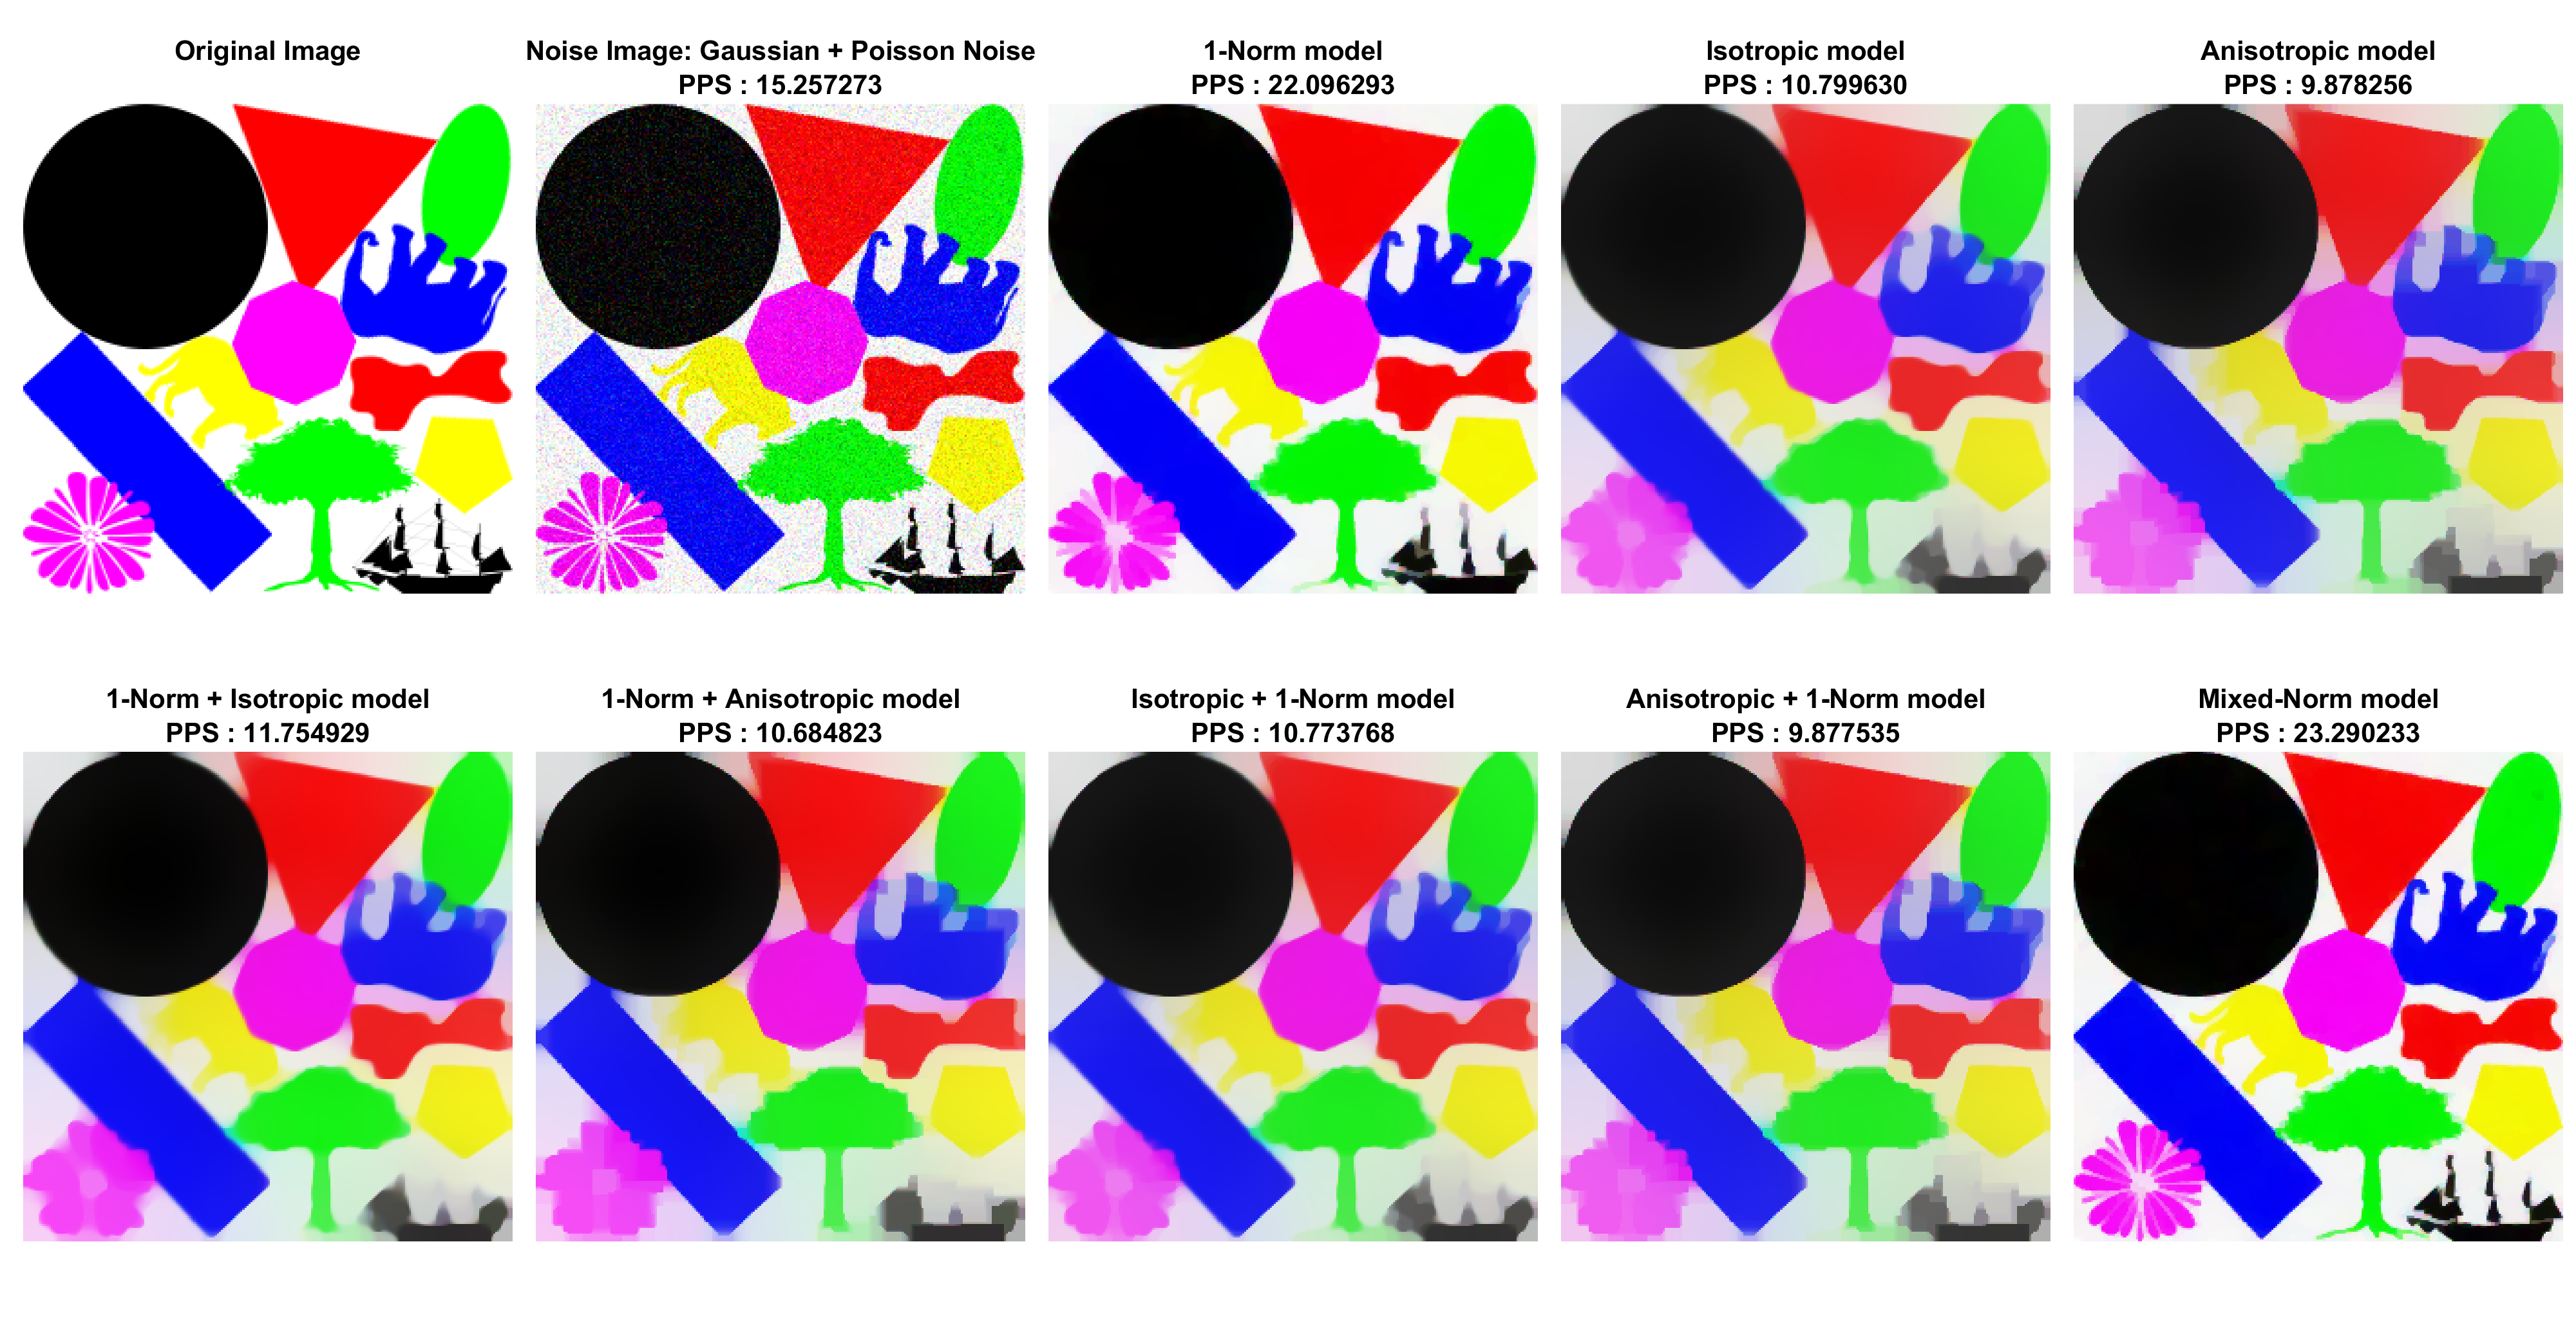 Original Image
Noise Image: Gaussian + Poisson Noise
PPS : 15.257273
1-Norm model
PPS : 22.096293
Isotropic model
PPS : 10.799630
Anisotropic model
PPS : 9.878256
1-Norm + Isotropic model
PPS : 11.754929
1-Norm + Anisotropic model
PPS : 10.684823
Isotropic + 1-Norm model
PPS : 10.773768
Anisotropic + 1-Norm model
PPS : 9.877535
Mixed-Norm model
PPS : 23.290233